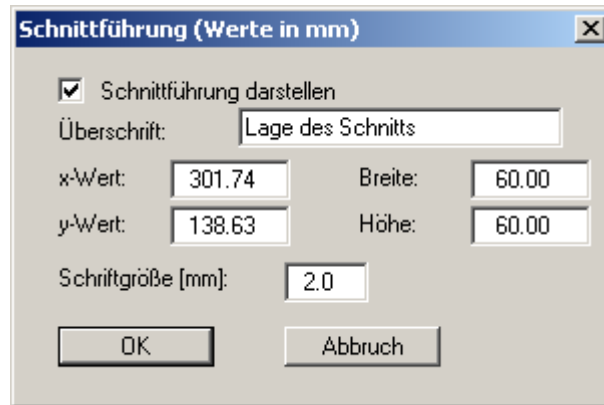 Schnittführung (Werte in mm)
Schnittführung darstellen
Überschrift: Lage des Schnitts
x-Wert: 301.74 Breite: 60.00
y-Wert: 138.63 Höhe: 60.00
Schriftgröße [mm]: 2.0
OK Abbruch